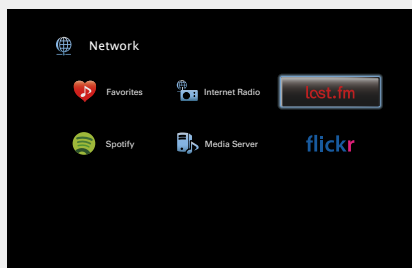 Network
Favorites
Internet Radio
last.fm
Spotify
Media Server
flickr